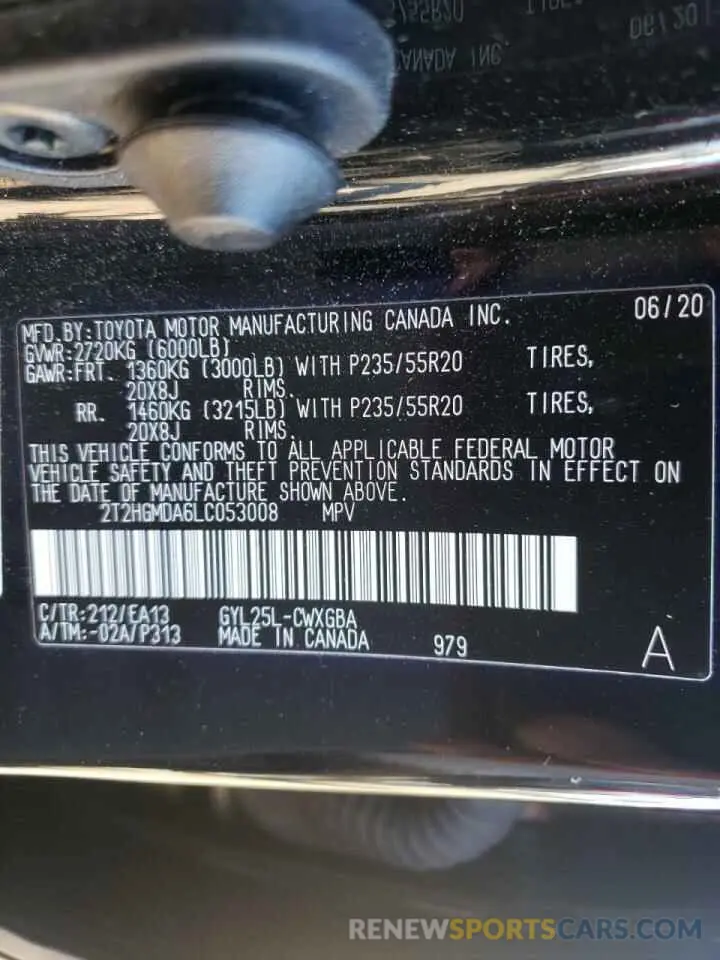 MFD.BY:TOYOTA MOTOR MANUFACTURING CANADA INC. 06/20
GVWR:2720KG (6000LB)
GAWR:FRT. 1360KG (3000LB) WITH P235/55R20 TIRES,
20X8J RIMS.
RR. 1460KG (3215LB) WITH P235/55R20 TIRES,
20X8J RIMS.
THIS VEHICLE CONFORMS TO ALL APPLICABLE FEDERAL MOTOR
VEHICLE SAFETY AND THEFT PREVENTION STANDARDS IN EFFECT ON
THE DATE OF MANUFACTURE SHOWN ABOVE.
2T2HGMDA6LC053008 MPV
C/TR:212/EA13 GYL25L-CWXGBA
A/TM:-02A/P313 MADE IN CANADA 979 A
RENEWSPORTSCARS.COM